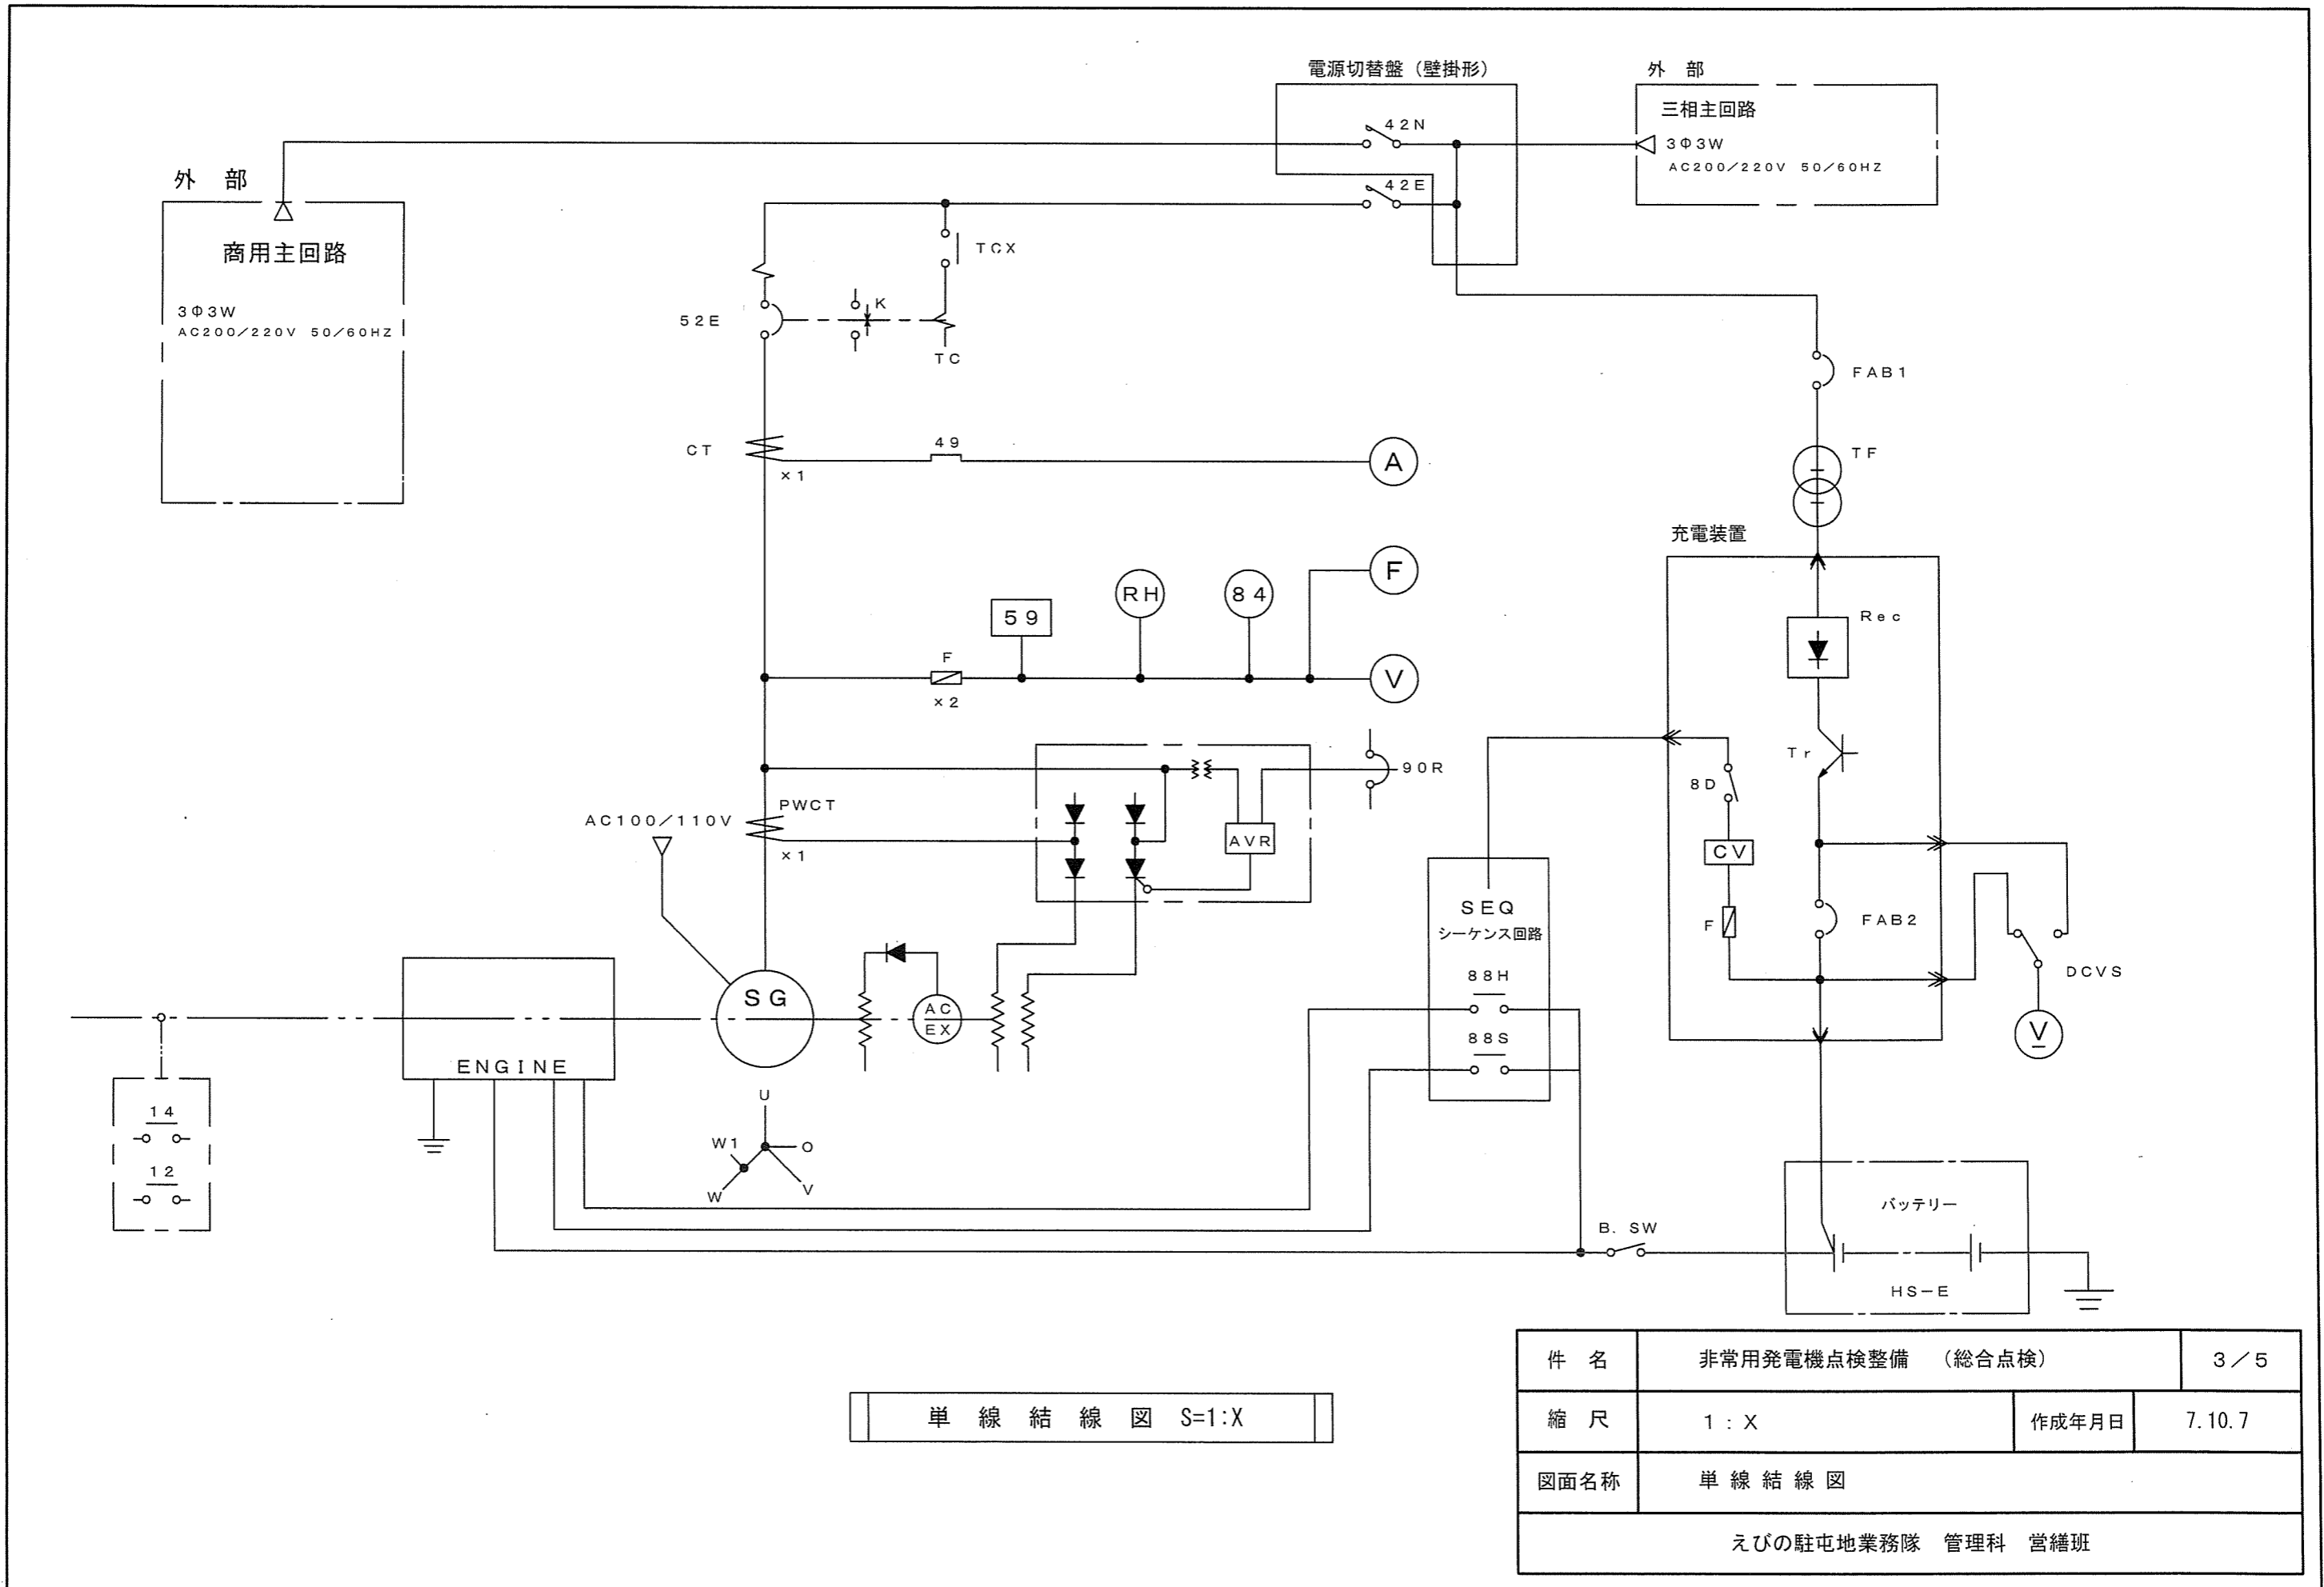 電源切替盤（壁掛形）
外　部
三相主回路
42N
3Φ3W
AC200／220V　50／60HZ
42E
外　部
商用主回路
3Φ3W
AC200／220V　50／60HZ
TCX
K
52E
TC
FAB1
CT
×1
49
A
TF
充電装置
F
RH
84
59
Rec
F
×2
V
Tr
90R
8D
PWCT
AC100／110V
×1
AVR
CV
SEQ
シーケンス回路
F
FAB2
88H
DCVS
SG
AC
EX
88S
V
ENGINE
14
12
U
W1
O
W
V
B．SW
バッテリー
HS－E
件　名
非常用発電機点検整備　（総合点検）
3／5
縮　尺
1：X
作成年月日
7.10.7
図面名称
単線結線図
えびの駐屯地業務隊　管理科　営繕班
単線結線図 S=1:X